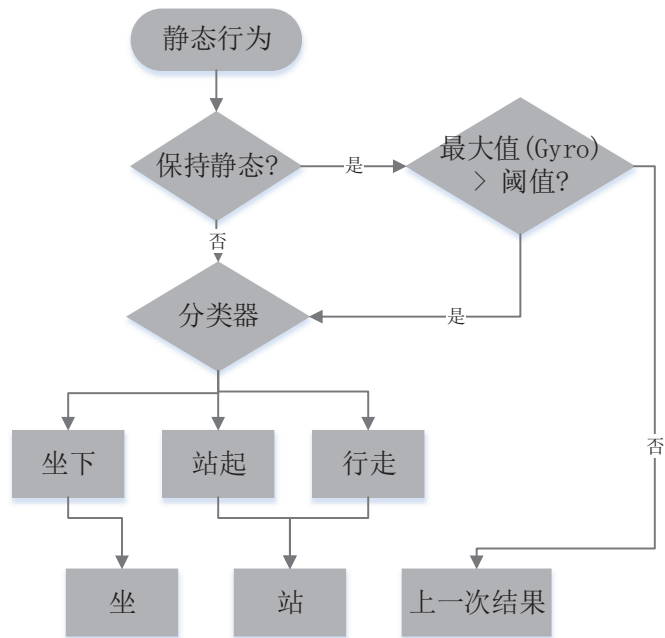 静态行为
保持静态?
是
最大值(Gyro)
> 阈值?
否
分类器
是
坐下
站起
行走
否
坐
站
上一次结果